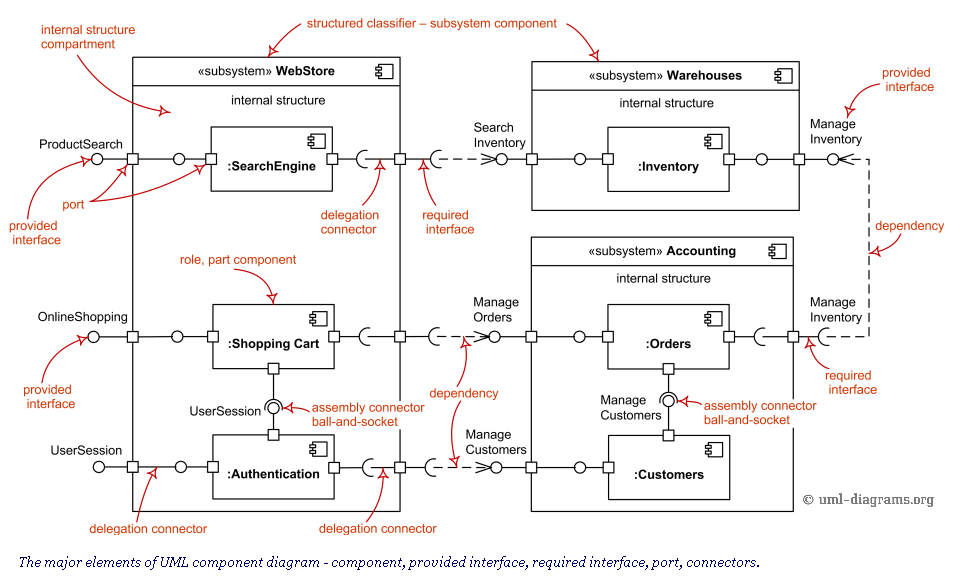 structured classifier – subsystem component
internal structure
compartment
«subsystem» WebStore
internal structure
«subsystem» Warehouses
internal structure
provided
interface
ProductSearch
:SearchEngine
Search
Inventory
:Inventory
Manage
Inventory
port
provided
interface
delegation
connector
required
interface
dependency
role, part component
«subsystem» Accounting
internal structure
OnlineShopping
:Shopping Cart
Manage
Orders
:Orders
Manage
Inventory
provided
interface
dependency
required
interface
UserSession
assembly connector
ball-and-socket
Manage
Customers
assembly connector
ball-and-socket
UserSession
:Authentication
Manage
Customers
:Customers
delegation connector
delegation connector
© uml-diagrams.org
The major elements of UML component diagram - component, provided interface, required interface, port, connectors.